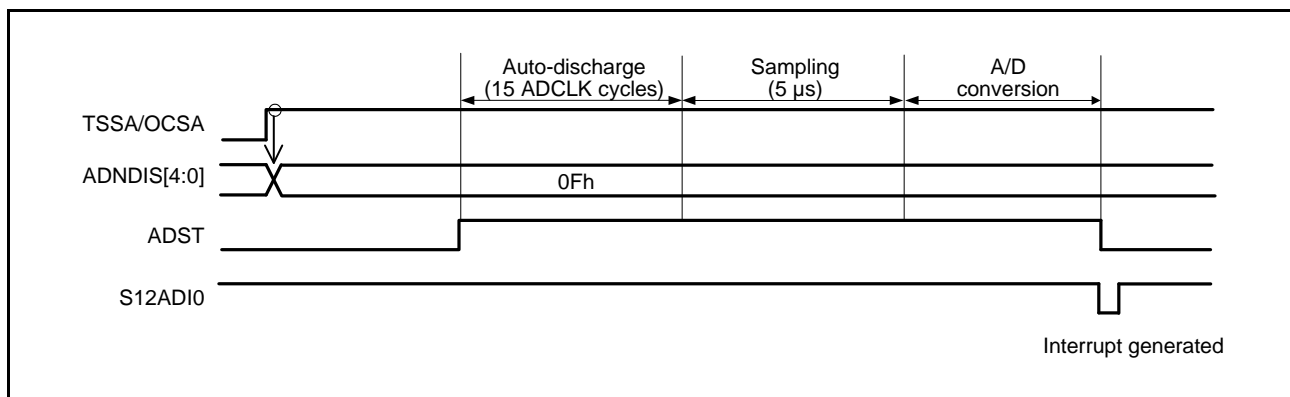 Auto-discharge
(15 ADCLK cycles)
Sampling
(5 µs)
A/D
conversion
TSSA/OCSA
ADNDIS[4:0]
0Fh
ADST
S12ADI0
Interrupt generated